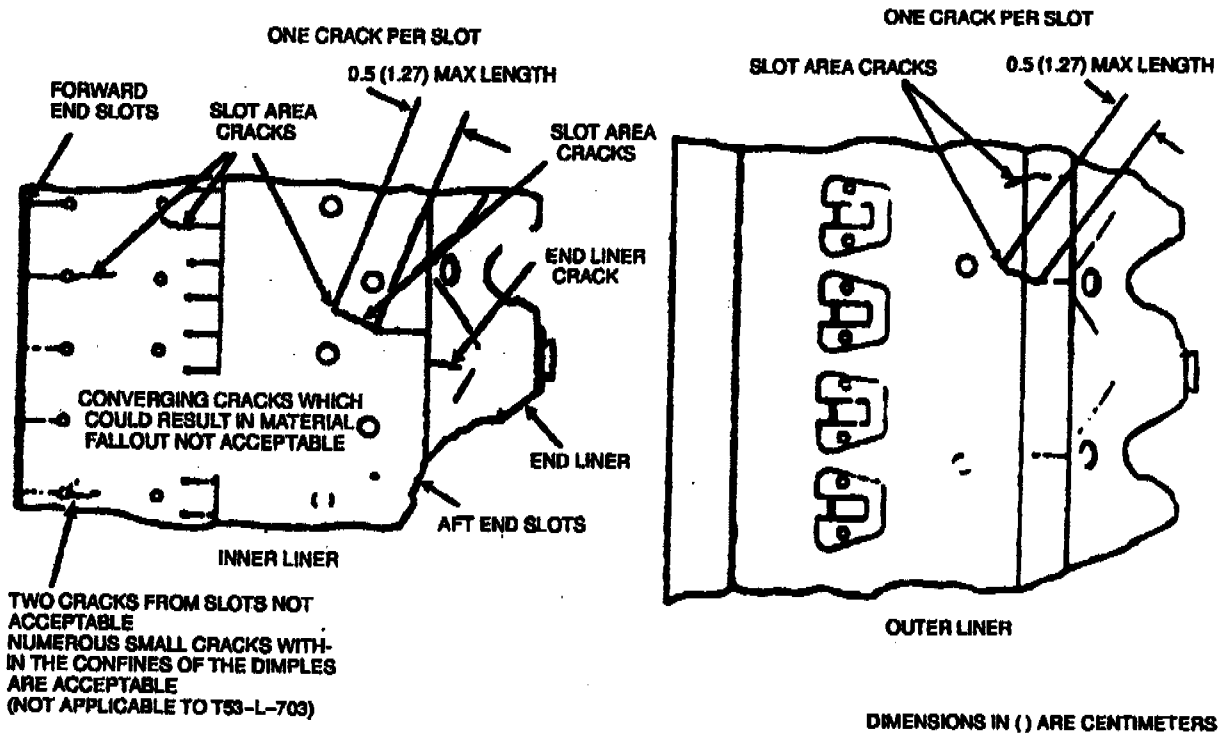 ONE CRACK PER SLOT
0.5 (1.27) MAX LENGTH
FORWARD
END SLOTS
SLOT AREA
CRACKS
SLOT AREA
CRACKS
END LINER
CRACK
CONVERGING CRACKS WHICH
COULD RESULT IN MATERIAL
FALLOUT NOT ACCEPTABLE
END LINER
AFT END SLOTS
INNER LINER
TWO CRACKS FROM SLOTS NOT
ACCEPTABLE
NUMEROUS SMALL CRACKS WITH-
IN THE CONFINES OF THE DIMPLES
ARE ACCEPTABLE
(NOT APPLICABLE TO T53-L-703)
ONE CRACK PER SLOT
SLOT AREA CRACKS
0.5 (1.27) MAX LENGTH
OUTER LINER
DIMENSIONS IN ( ) ARE CENTIMETERS